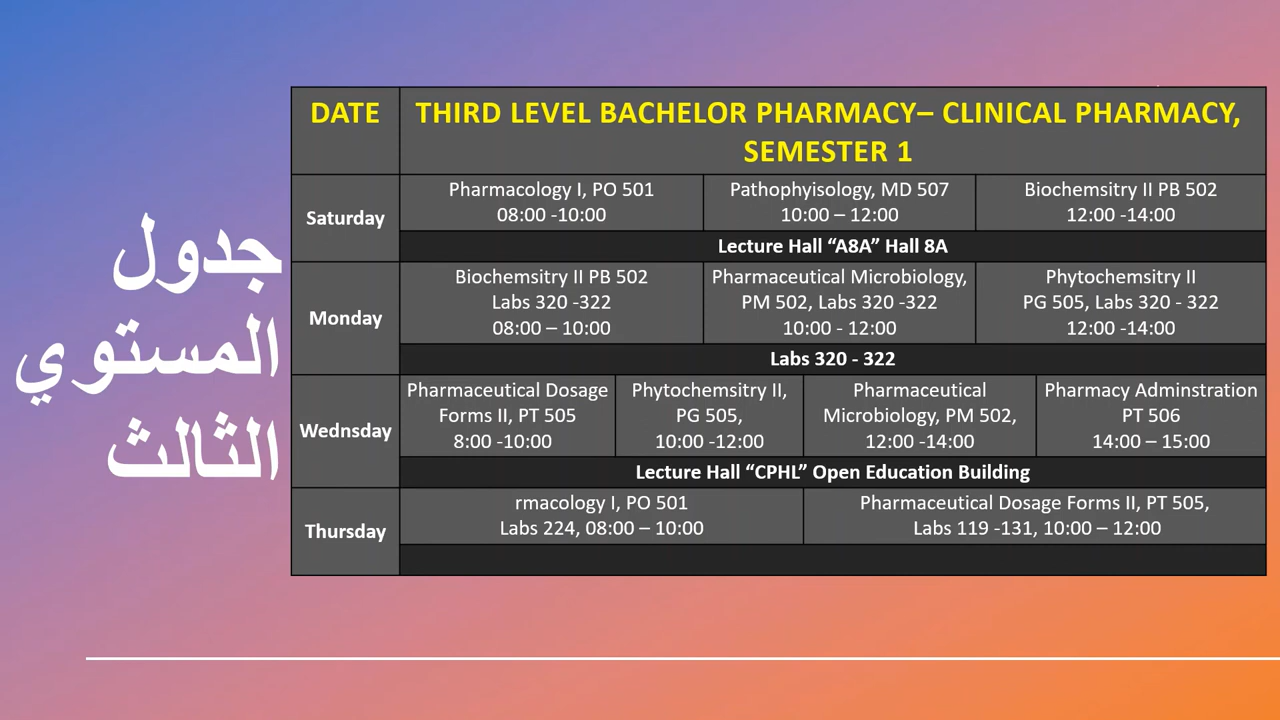 جدول
المستوي
الثالث
DATE
THIRD LEVEL BACHELOR PHARMACY– CLINICAL PHARMACY,
SEMESTER 1
Saturday
Pharmacology I, PO 501
08:00 -10:00
Pathophyisology, MD 507
10:00 – 12:00
Biochemsitry II PB 502
12:00 -14:00
Lecture Hall “A8A” Hall 8A
Monday
Biochemsitry II PB 502
Labs 320 -322
08:00 – 10:00
Pharmaceutical Microbiology,
PM 502, Labs 320 -322
10:00 - 12:00
Phytochemsitry II
PG 505, Labs 320 - 322
12:00 -14:00
Labs 320 - 322
Wednsday
Pharmaceutical Dosage
Forms II, PT 505
8:00 -10:00
Phytochemsitry II,
PG 505,
10:00 -12:00
Pharmaceutical
Microbiology, PM 502,
12:00 -14:00
Pharmacy Adminstration
PT 506
14:00 – 15:00
Lecture Hall “CPHL” Open Education Building
Thursday
rmacology I, PO 501
Labs 224, 08:00 – 10:00
Pharmaceutical Dosage Forms II, PT 505,
Labs 119 -131, 10:00 – 12:00